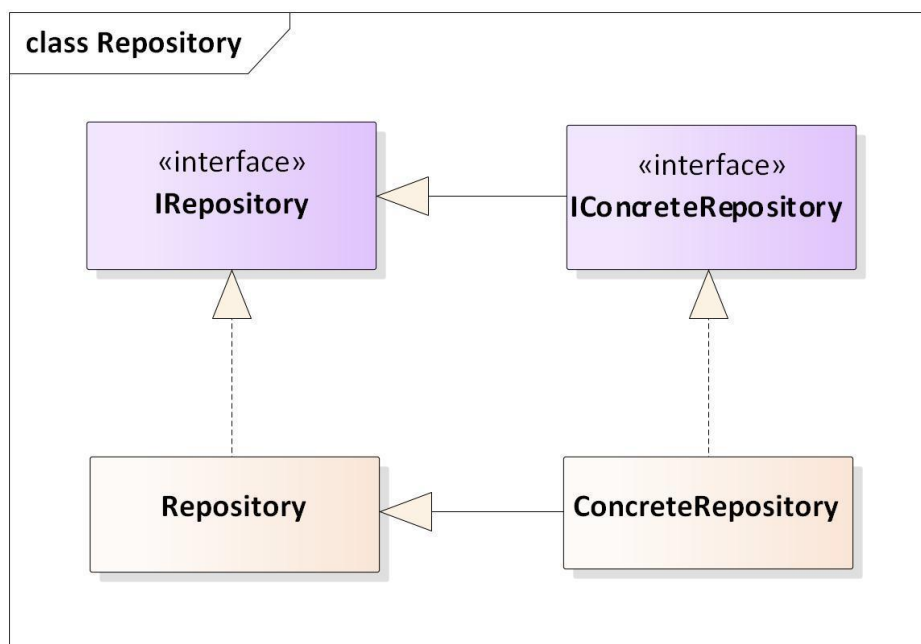 class Repository
«interface»
IRepository
«interface»
IConcreteRepository
Repository
ConcreteRepository